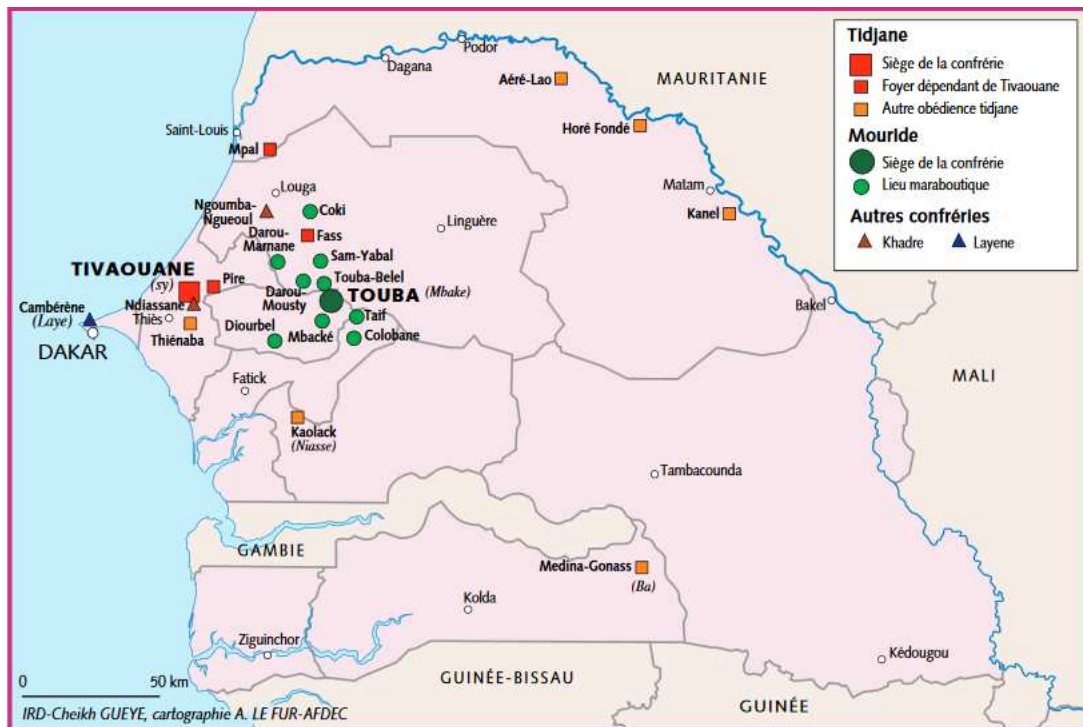 Podor
Dagana
Aéré-Lao
MAURITANIE
Saint-Louis
Horé Fondé
Mpal
Louga
Matam
Ngoumba-
Ngueoul
Coki
Kanel
Linguère
Darou-
Marnane
Fass
Sam-Yabal
TIVAOUANE
(sy)
Pire
Touba-Belel
Darou-
Mousty
TOUBA (Mbake)
Cambérène
(Laye)
Ndiassane
Thiès
Taif
Bakel
Thiénaba
Diourbel
Mbacké
Colobane
DAKAR
MALI
Fatick
Kaolack
(Niasse)
Tambacounda
GAMBIE
Medina-Gonass
(Ba)
Kolda
Ziguinchor
Kédougou
GUINÉE-BISSAU
GUINÉE
0 50 km
IRD-Cheikh GUEYE, cartographie A. LE FUR-AFDEC
Tidjane
Siège de la confrérie
Foyer dépendant de Tivaouane
Autre obédience tidjane
Mouride
Siège de la confrérie
Lieu maraboutique
Autres confréries
Khadre Layene